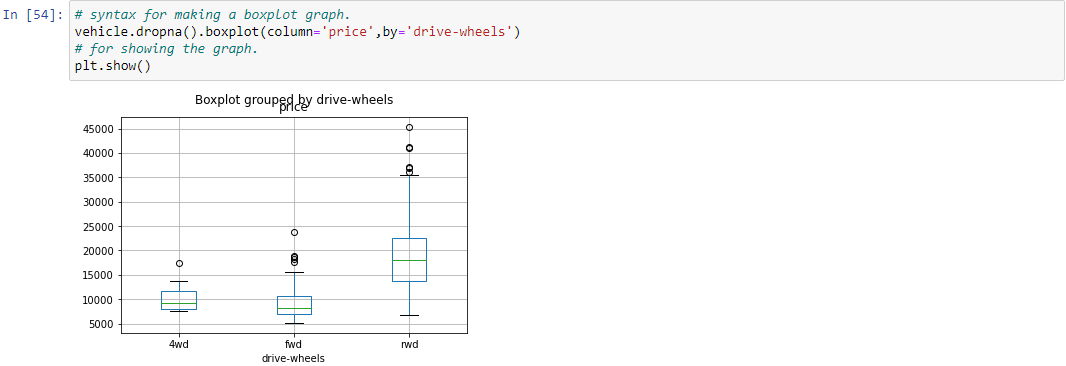 In [54]: # syntax for making a boxplot graph.
vehicle.dropna().boxplot(column='price',by='drive-wheels')
# for showing the graph.
plt.show()
Boxplot grouped by drive-wheels
price
45000
40000
35000
30000
25000
20000
15000
10000
5000
4wd fwd rwd
drive-wheels